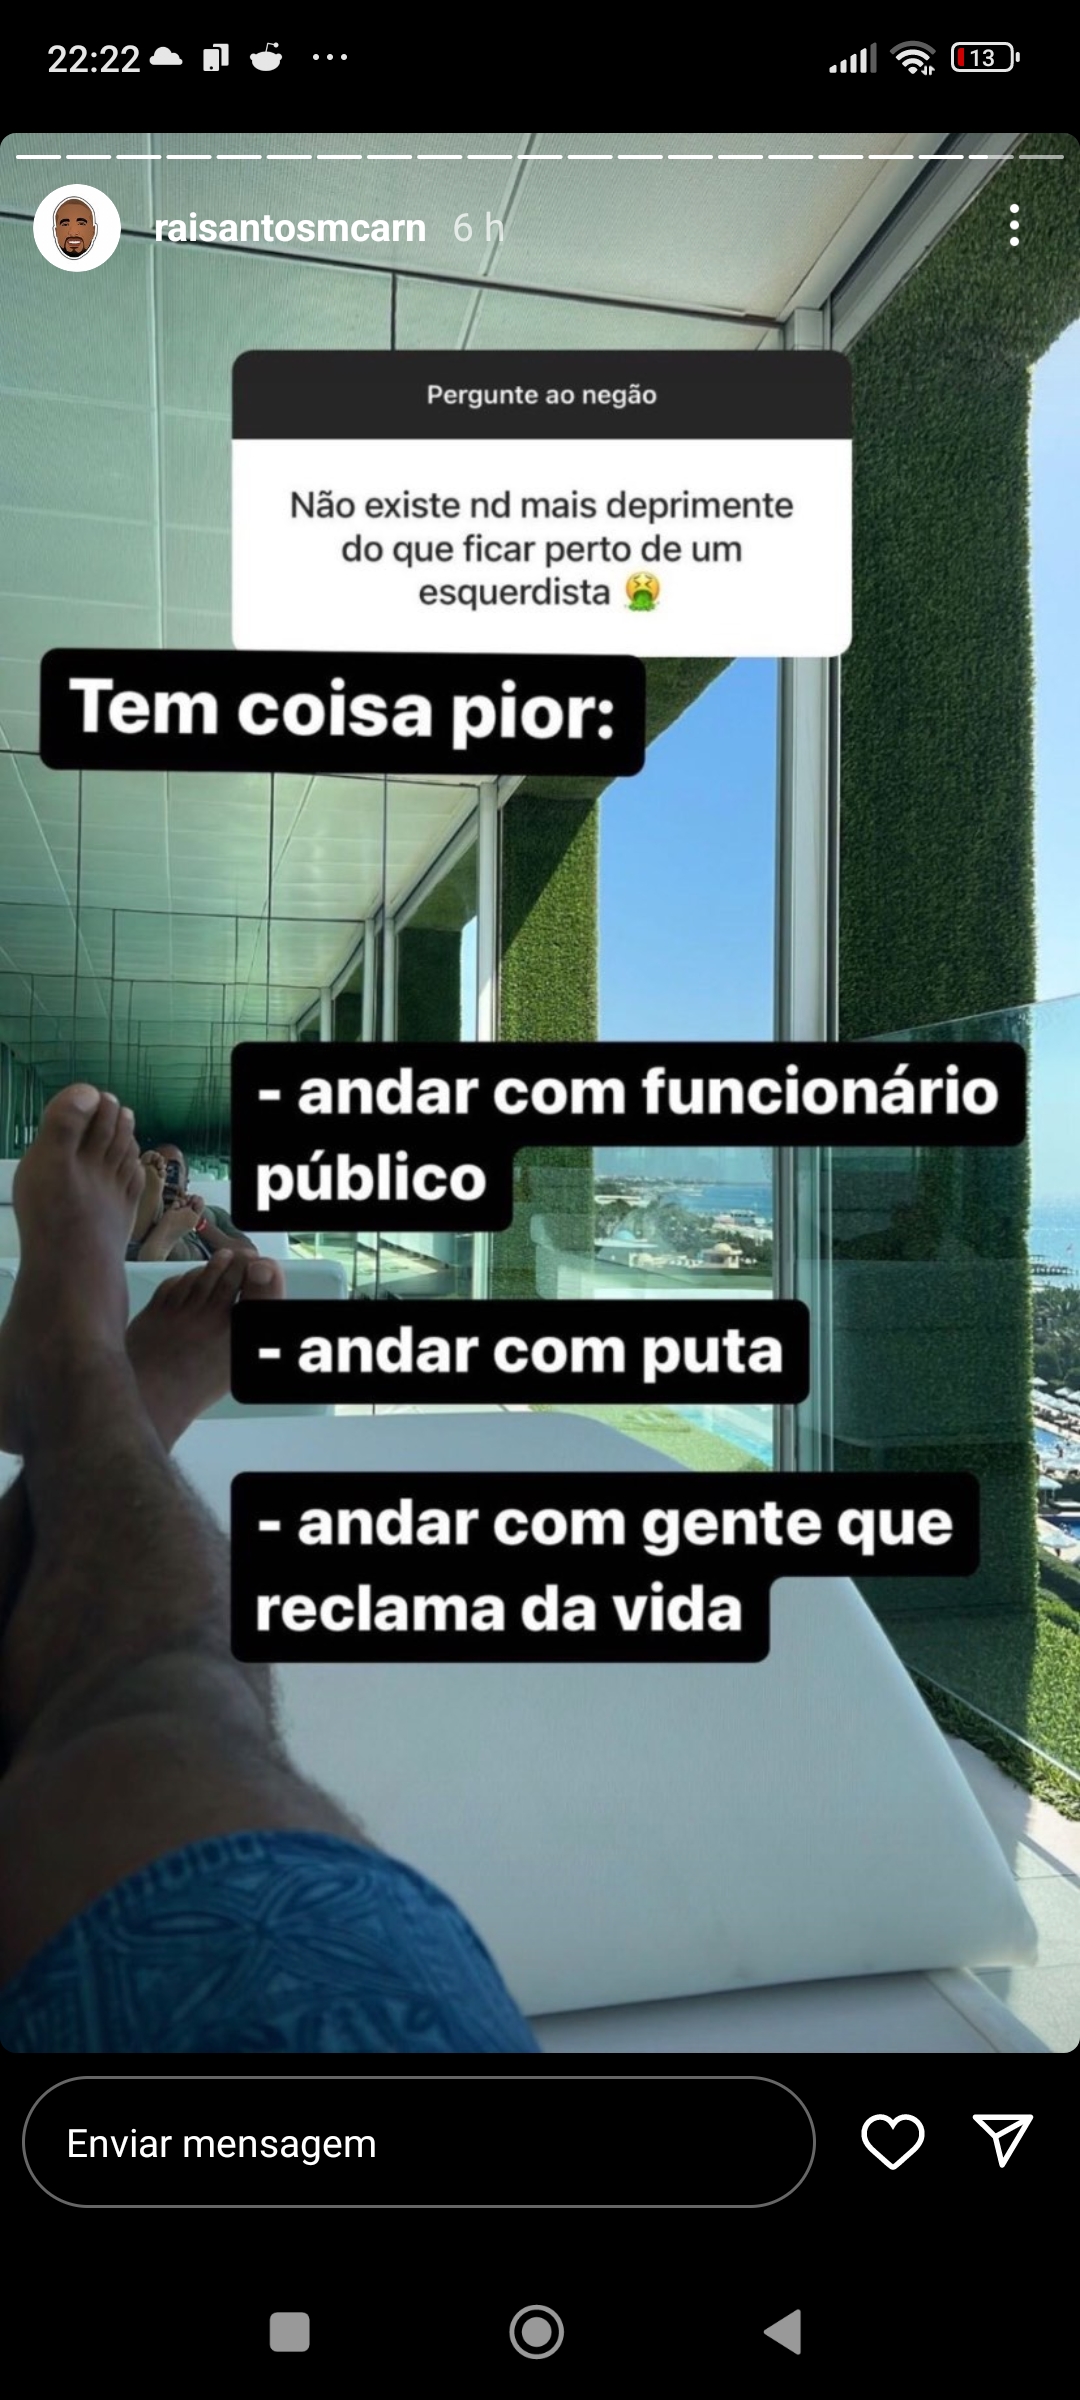 22:22
13
raisantosmcarn 6 h
Pergunte ao negão
Não existe nd mais deprimente
do que ficar perto de um
esquerdista 🤮
Tem coisa pior:
- andar com funcionário
público
- andar com puta
- andar com gente que
reclama da vida
Enviar mensagem